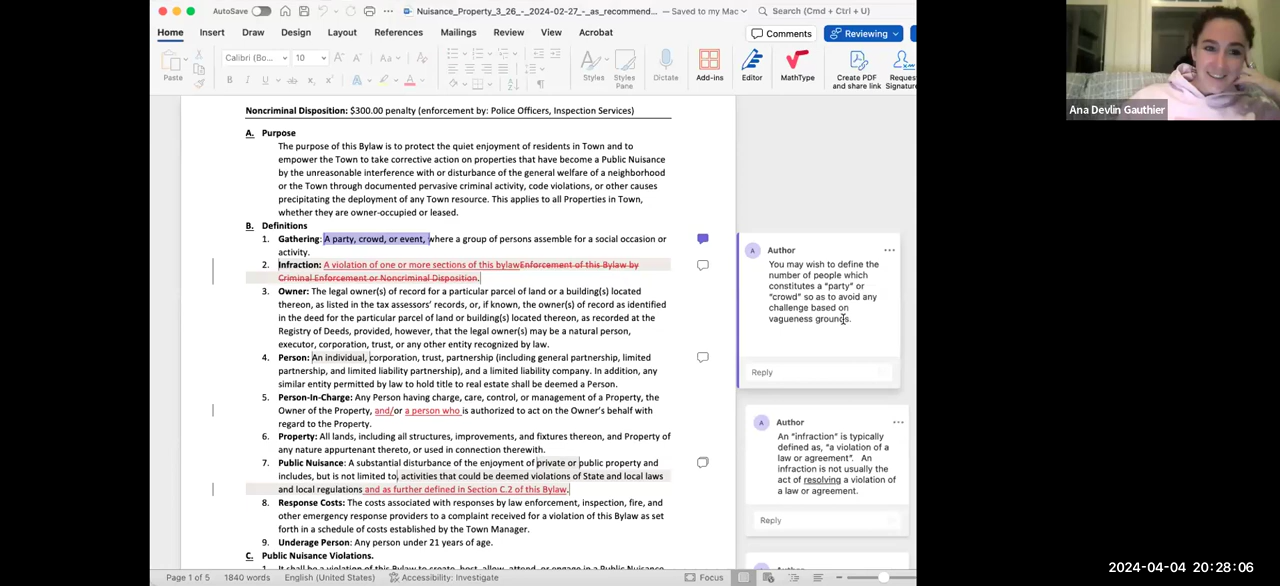 AutoSave
Nuisance_Property_3_26_-_2024-02-27_-_as_recommend...
— Saved to my Mac
Search (Cmd + Ctrl + U)
Home
Insert
Draw
Design
Layout
References
Mailings
Review
View
Acrobat
Comments
Reviewing
Paste
Calibri (Bo...
10
Aa
Styles
Styles
Pane
Dictate
Add-ins
Editor
MathType
Create PDF
and share link
Reques
Signatur
Ana Devlin Gauthier
Noncriminal Disposition: $300.00 penalty (enforcement by: Police Officers, Inspection Services)
A. Purpose
The purpose of this Bylaw is to protect the quiet enjoyment of residents in Town and to
empower the Town to take corrective action on properties that have become a Public Nuisance
by the unreasonable interference with or disturbance of the general welfare of a neighborhood
or the Town through documented pervasive criminal activity, code violations, or other causes
precipitating the deployment of any Town resource. This applies to all Properties in Town,
whether they are owner-occupied or leased.
B. Definitions
1. Gathering: A party, crowd, or event, where a group of persons assemble for a social occasion or
activity.
2. Infraction: A violation of one or more sections of this bylawEnforcement of this Bylaw by
Criminal Enforcement or Noncriminal Disposition.
3. Owner: The legal owner(s) of record for a particular parcel of land or a building(s) located
thereon, as listed in the tax assessors' records, or, if known, the owner(s) of record as identified
in the deed for the particular parcel of land or building(s) located thereon, as recorded at the
Registry of Deeds, provided, however, that the legal owner(s) may be a natural person,
executor, corporation, trust, or any other entity recognized by law.
4. Person: An individual, corporation, trust, partnership (including general partnership, limited
partnership, and limited liability partnership), and a limited liability company. In addition, any
similar entity permitted by law to hold title to real estate shall be deemed a Person.
5. Person-In-Charge: Any Person having charge, care, control, or management of a Property, the
Owner of the Property, and/or a person who is authorized to act on the Owner's behalf with
regard to the Property.
6. Property: All lands, including all structures, improvements, and fixtures thereon, and Property of
any nature appurtenant thereto, or used in connection therewith.
7. Public Nuisance: A substantial disturbance of the enjoyment of private or public property and
includes, but is not limited to, activities that could be deemed violations of State and local laws
and local regulations and as further defined in Section C.2 of this Bylaw.
8. Response Costs: The costs associated with responses by law enforcement, inspection, fire, and
other emergency response providers to a complaint received for a violation of this Bylaw as set
forth in a schedule of costs established by the Town Manager.
9. Underage Person: Any person under 21 years of age.
C. Public Nuisance Violations.
1. It shall be a violation of this Bylaw to create, host, allow, attend, or engage in a Public Nuisance
A
Author
You may wish to define the
number of people which
constitutes a "party" or
"crowd" so as to avoid any
challenge based on
vagueness grounds.
Reply
A
Author
An "infraction" is typically
defined as, "a violation of a
law or agreement". An
infraction is not usually the
act of resolving a violation of
a law or agreement.
Reply
Author
Page 1 of 5
1840 words
English (United States)
Accessibility: Investigate
Focus
2024-04-04 20:28:06